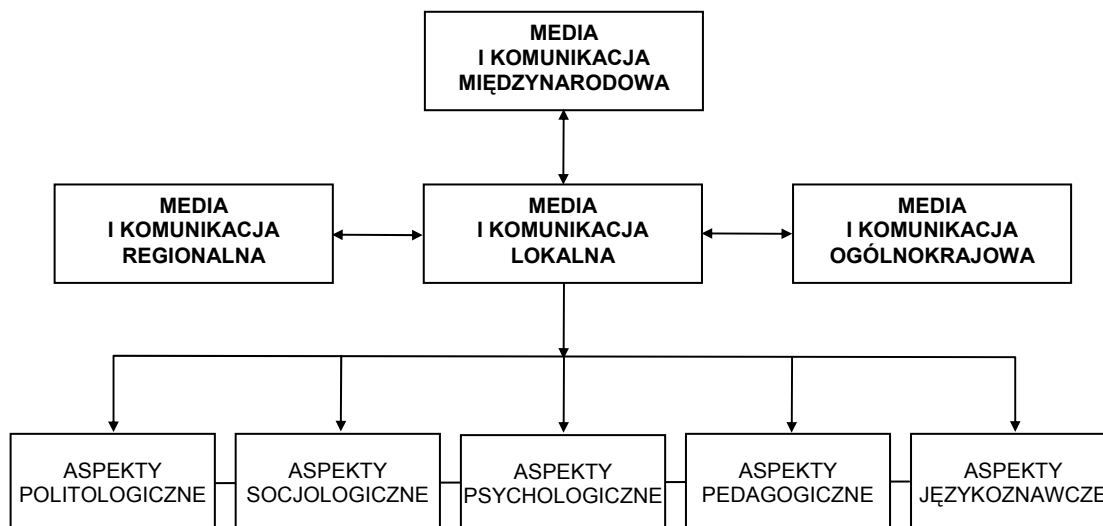 MEDIA
I KOMUNIKACJA
MIĘDZYNARODOWA
MEDIA
I KOMUNIKACJA
REGIONALNA
MEDIA
I KOMUNIKACJA
LOKALNA
MEDIA
I KOMUNIKACJA
OGÓLNOKRAJOWA
ASPEKTY
POLITOLOGICZNE
ASPEKTY
SOCJOLOGICZNE
ASPEKTY
PSYCHOLOGICZNE
ASPEKTY
PEDAGOGICZNE
ASPEKTY
JĘZYKOZNAWCZE